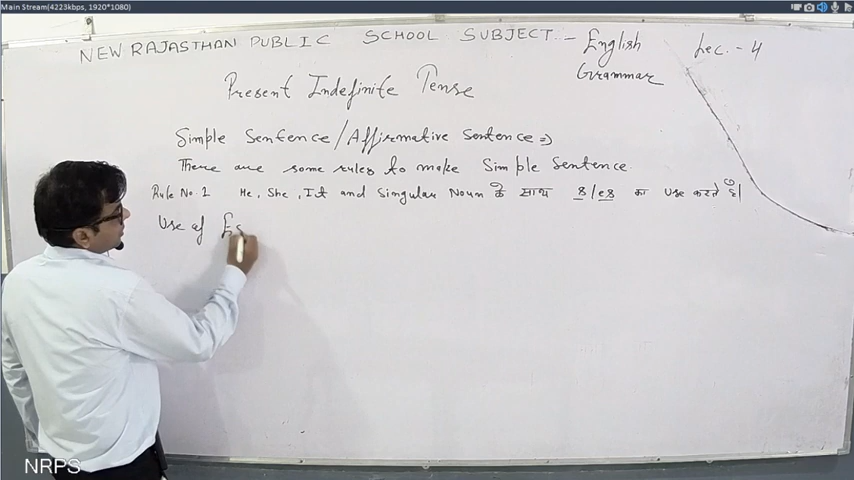 Main Stream(4223kbps, 1920*1080)
NEW RAJASTHAN PUBLIC SCHOOL SUBJECT - English Grammar Lec. - 4
Present Indefinite Tense
Simple Sentence/Affirmative Sentence ⇒
There are some rules to make Simple Sentence.
Rule No. 1 He, She, It and Singular Noun के साथ s/es का Use करते है।
Use of Es
NRPS